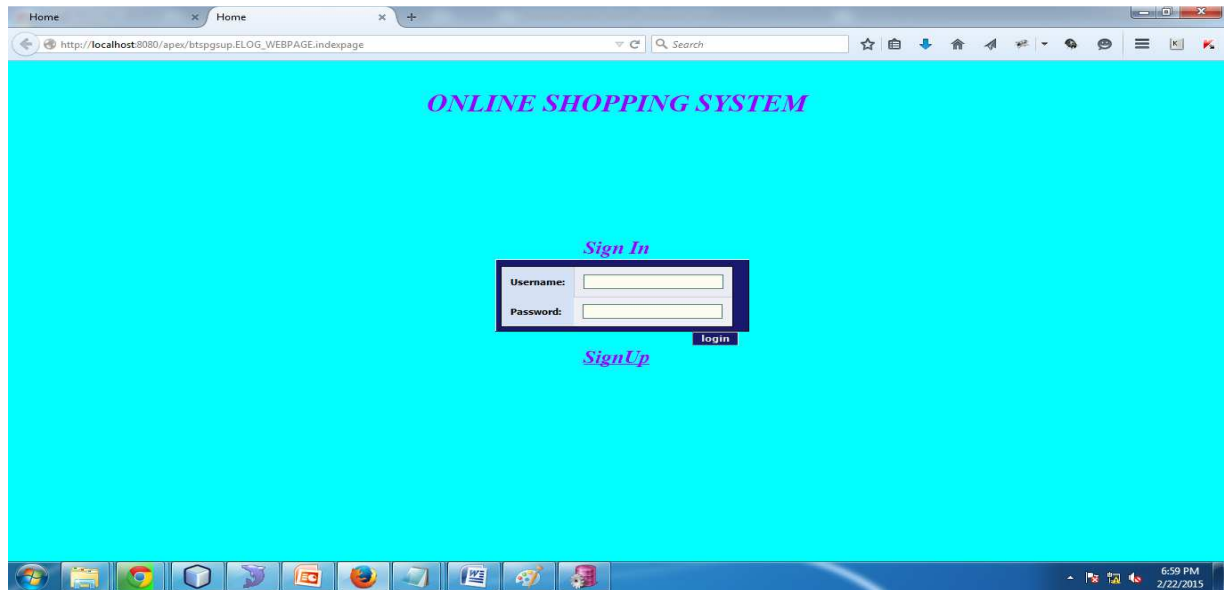 Home
Home
http://localhost:8080/apex/btspgsup.ELOG_WEBPAGE.indexpage
Search
ONLINE SHOPPING SYSTEM
Sign In
Username:
Password:
login
SignUp
6:59 PM
2/22/2015